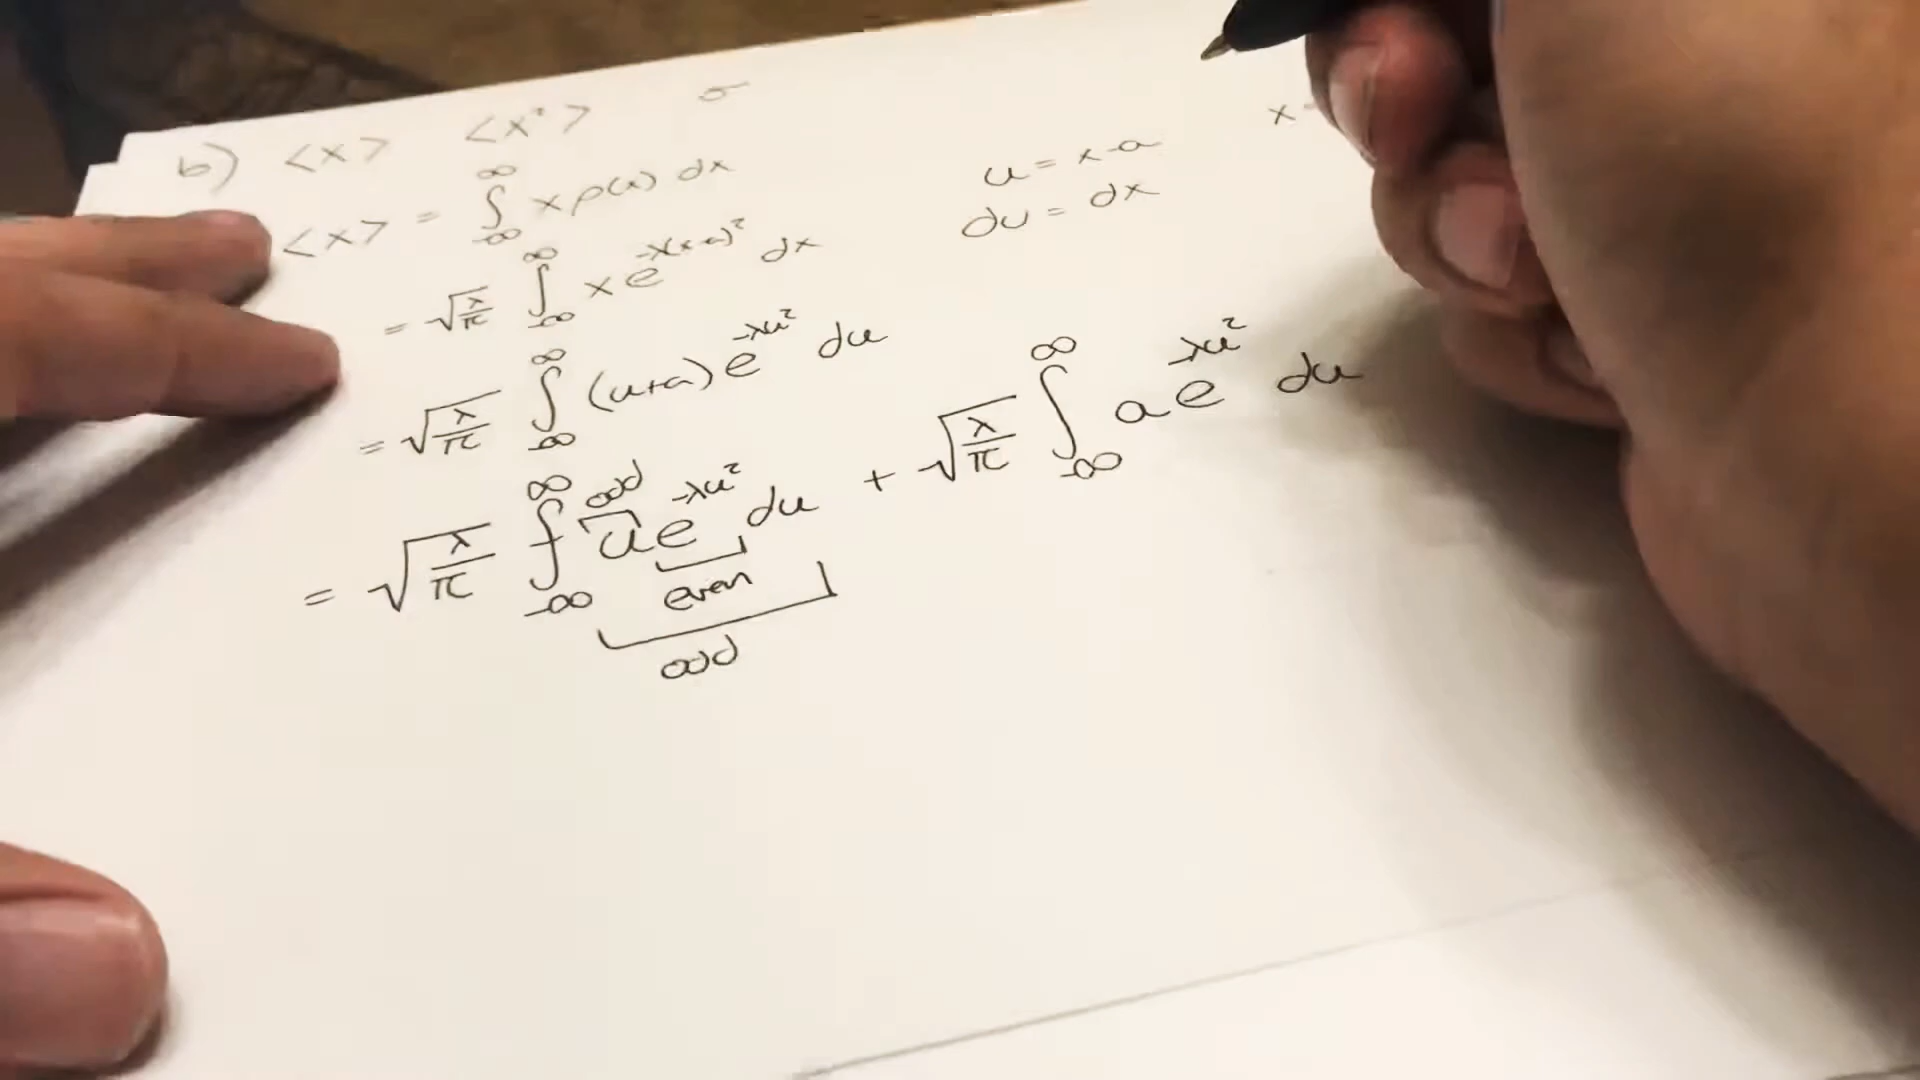 b) <x> <x²> σ
<x> = ∫_{-∞}^{∞} x ρ(x) dx
u = x-a
du = dx
x-
= √(λ/π) ∫_{-∞}^{∞} x e^{-λ(x-a)²} dx
= √(λ/π) ∫_{-∞}^{∞} (u+a) e^{-λu²} du
= √(λ/π) ∫_{-∞}^{∞} u e^{-λu²} du + √(λ/π) ∫_{-∞}^{∞} a e^{-λu²} du
odd
even
odd